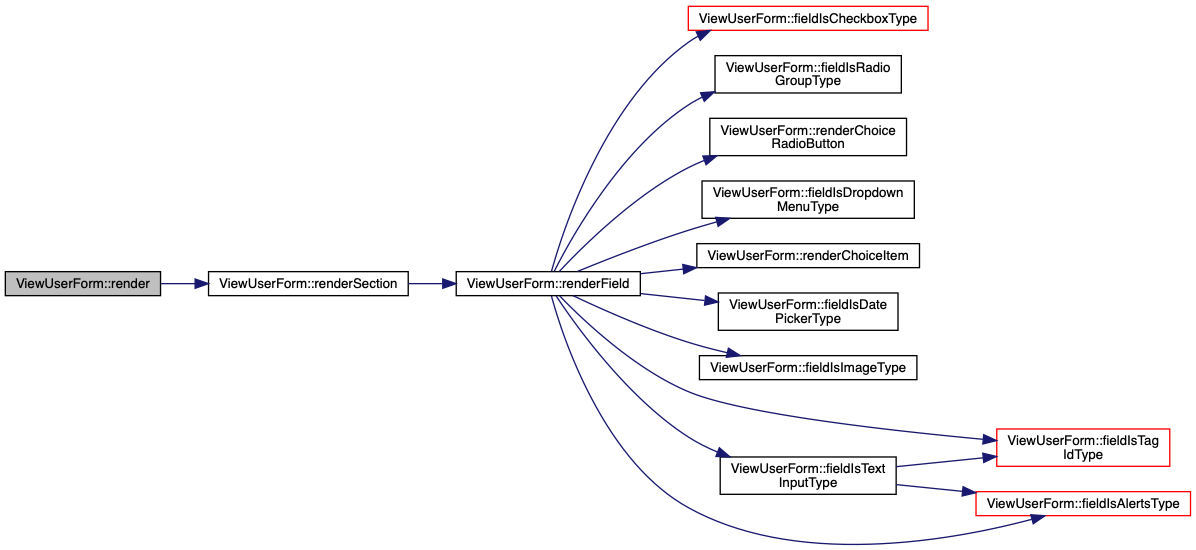 ViewUserForm::render
ViewUserForm::renderSection
ViewUserForm::renderField
ViewUserForm::fieldIsCheckboxType
ViewUserForm::fieldIsRadio
GroupType
ViewUserForm::renderChoice
RadioButton
ViewUserForm::fieldIsDropdown
MenuType
ViewUserForm::renderChoiceItem
ViewUserForm::fieldIsDate
PickerType
ViewUserForm::fieldIsImageType
ViewUserForm::fieldIsText
InputType
ViewUserForm::fieldIsTag
IdType
ViewUserForm::fieldIsAlertsType